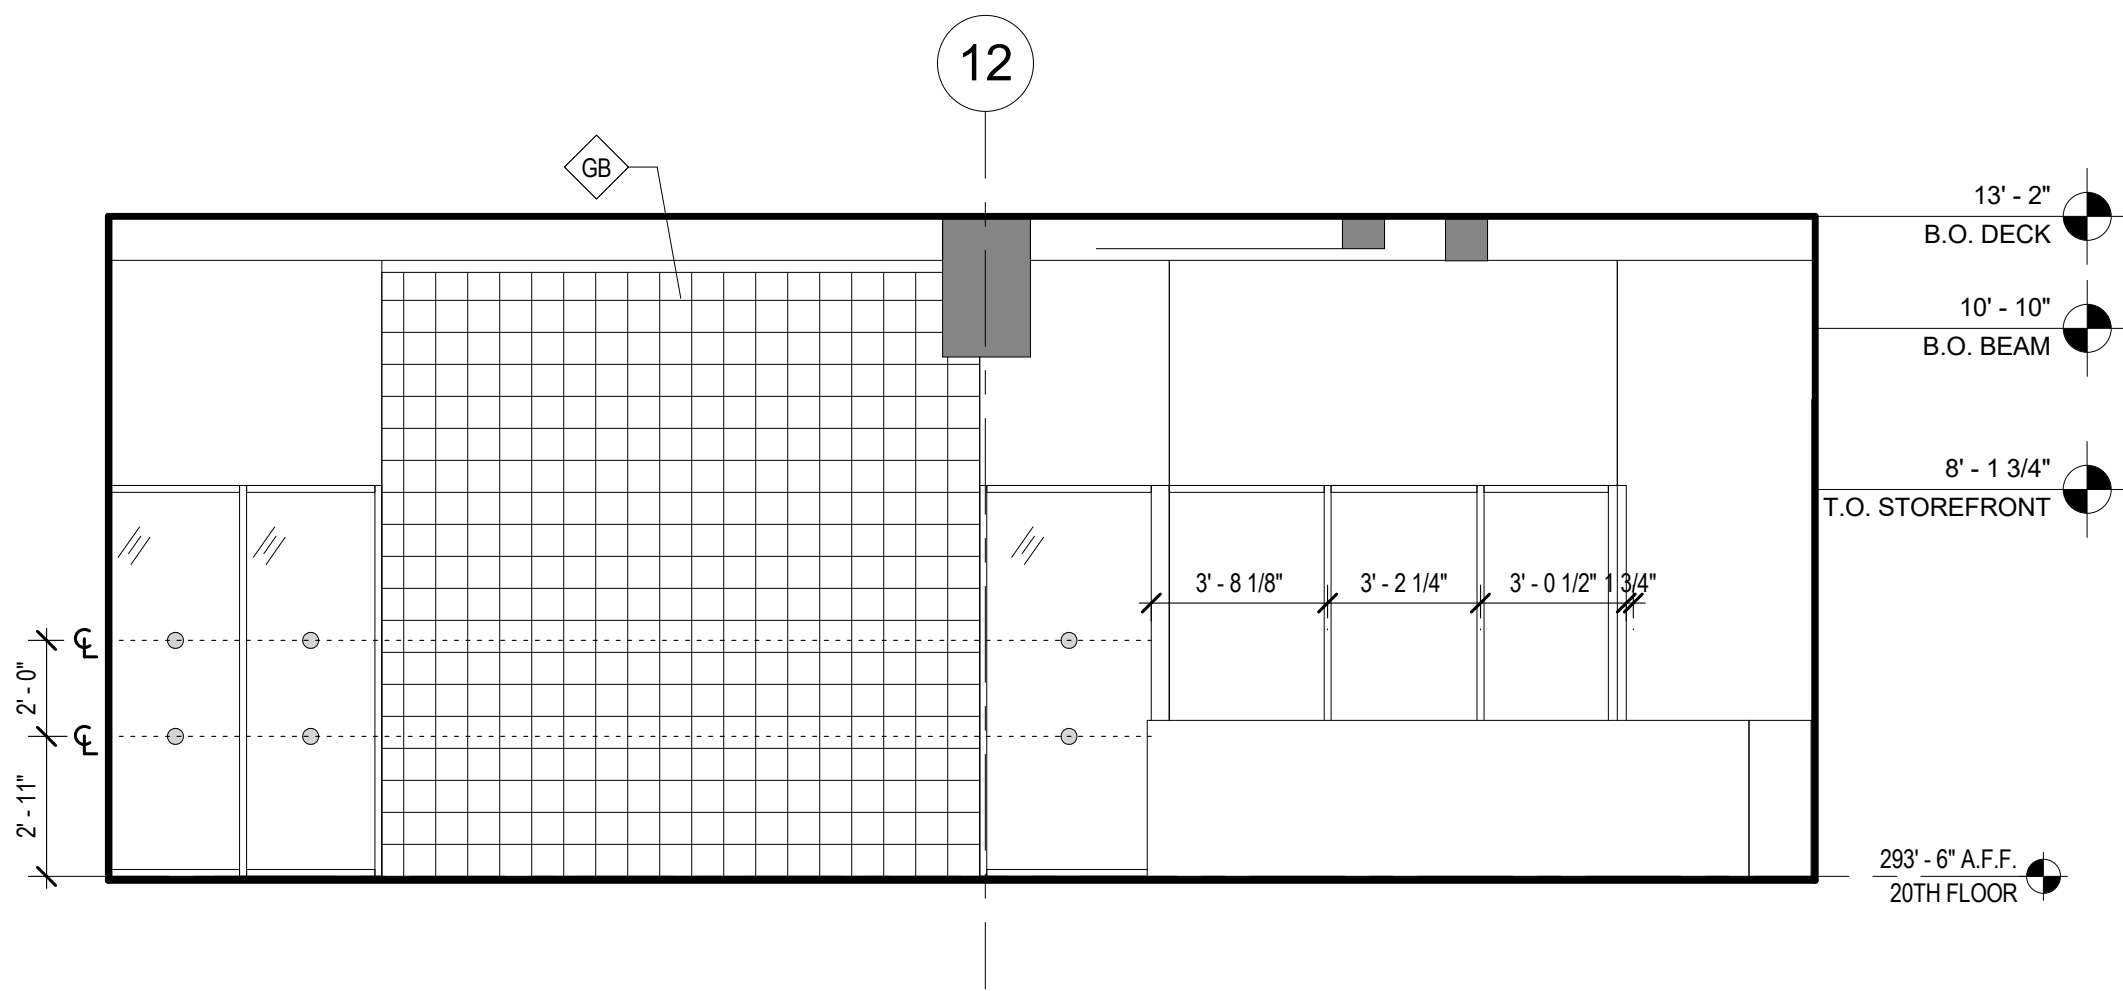 12
GB
13' - 2"
B.O. DECK
10' - 10"
B.O. BEAM
8' - 1 3/4"
T.O. STOREFRONT
3' - 8 1/8" 3' - 2 1/4" 3' - 0 1/2" 1 3/4"
℄
2' - 0"
℄
2' - 11"
293' - 6" A.F.F.
20TH FLOOR